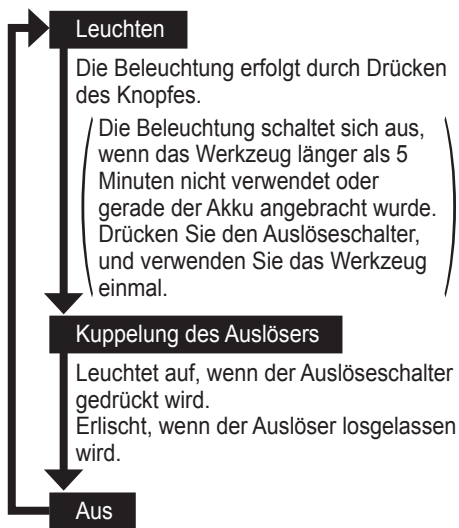 Leuchten
Die Beleuchtung erfolgt durch Drücken
des Knopfes.
Die Beleuchtung schaltet sich aus,
wenn das Werkzeug länger als 5
Minuten nicht verwendet oder
gerade der Akku angebracht wurde.
Drücken Sie den Auslöseschalter,
und verwenden Sie das Werkzeug
einmal.
Kuppelung des Auslösers
Leuchtet auf, wenn der Auslöseschalter
gedrückt wird.
Erlischt, wenn der Auslöser losgelassen
wird.
Aus